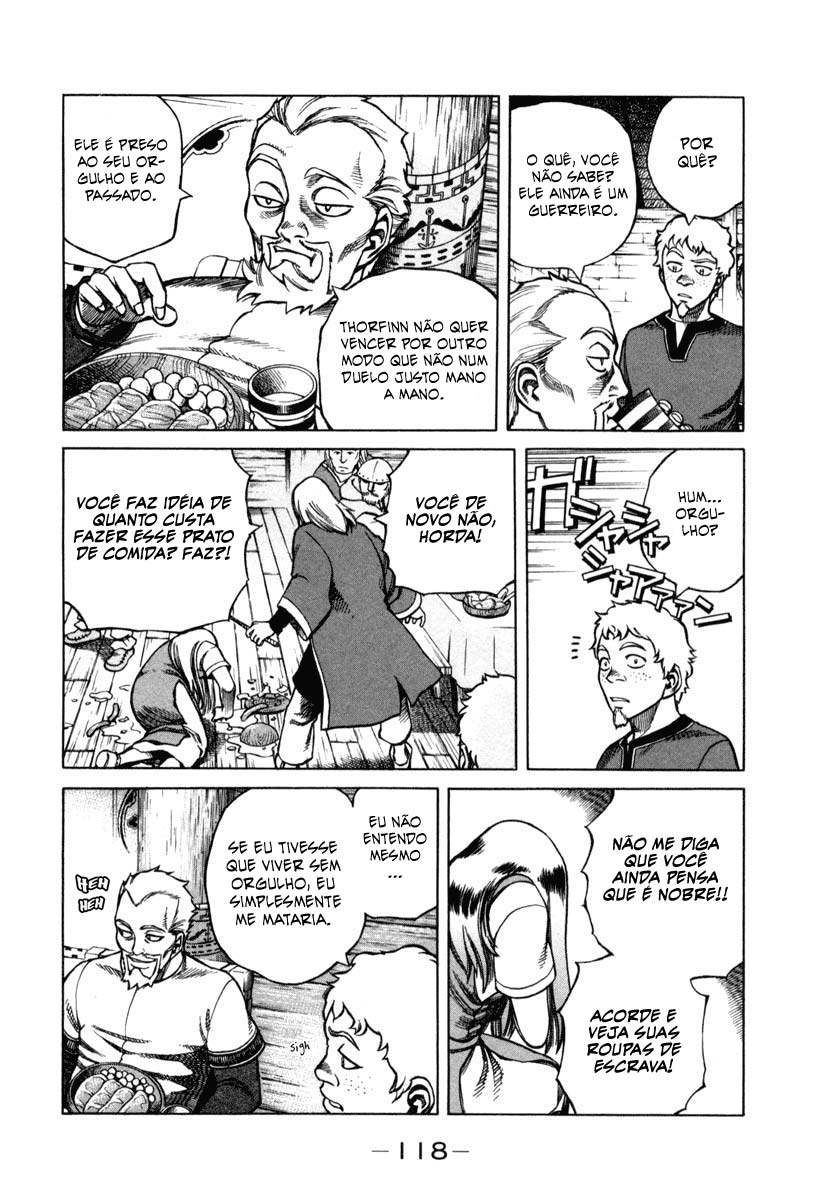 POR
QUÊ?
O QUÊ, VOCÊ
NÃO SABE?
ELE AINDA É UM
GUERREIRO.
ELE É PRESO
AO SEU OR-
GULHO E AO
PASSADO.
THORFINN NÃO QUER
VENCER POR OUTRO
MODO QUE NÃO NUM
DUELO JUSTO MANO
A MANO.
HUM...
ORGU-
LHO?
ガシャシャ
シャアァァン
VOCÊ DE
NOVO NÃO,
HORDA!
VOCÊ FAZ IDÉIA DE
QUANTO CUSTA
FAZER ESSE PRATO
DE COMIDA? FAZ?!
NÃO ME DIGA
QUE VOCÊ
AINDA PENSA
QUE É NOBRE!!
ACORDE E
VEJA SUAS
ROUPAS DE
ESCRAVA!
EU NÃO
ENTENDO
MESMO
...
SE EU TIVESSE
QUE VIVER SEM
ORGULHO, EU
SIMPLESMENTE
ME MATARIA.
HEH
HEH
sigh
-118-